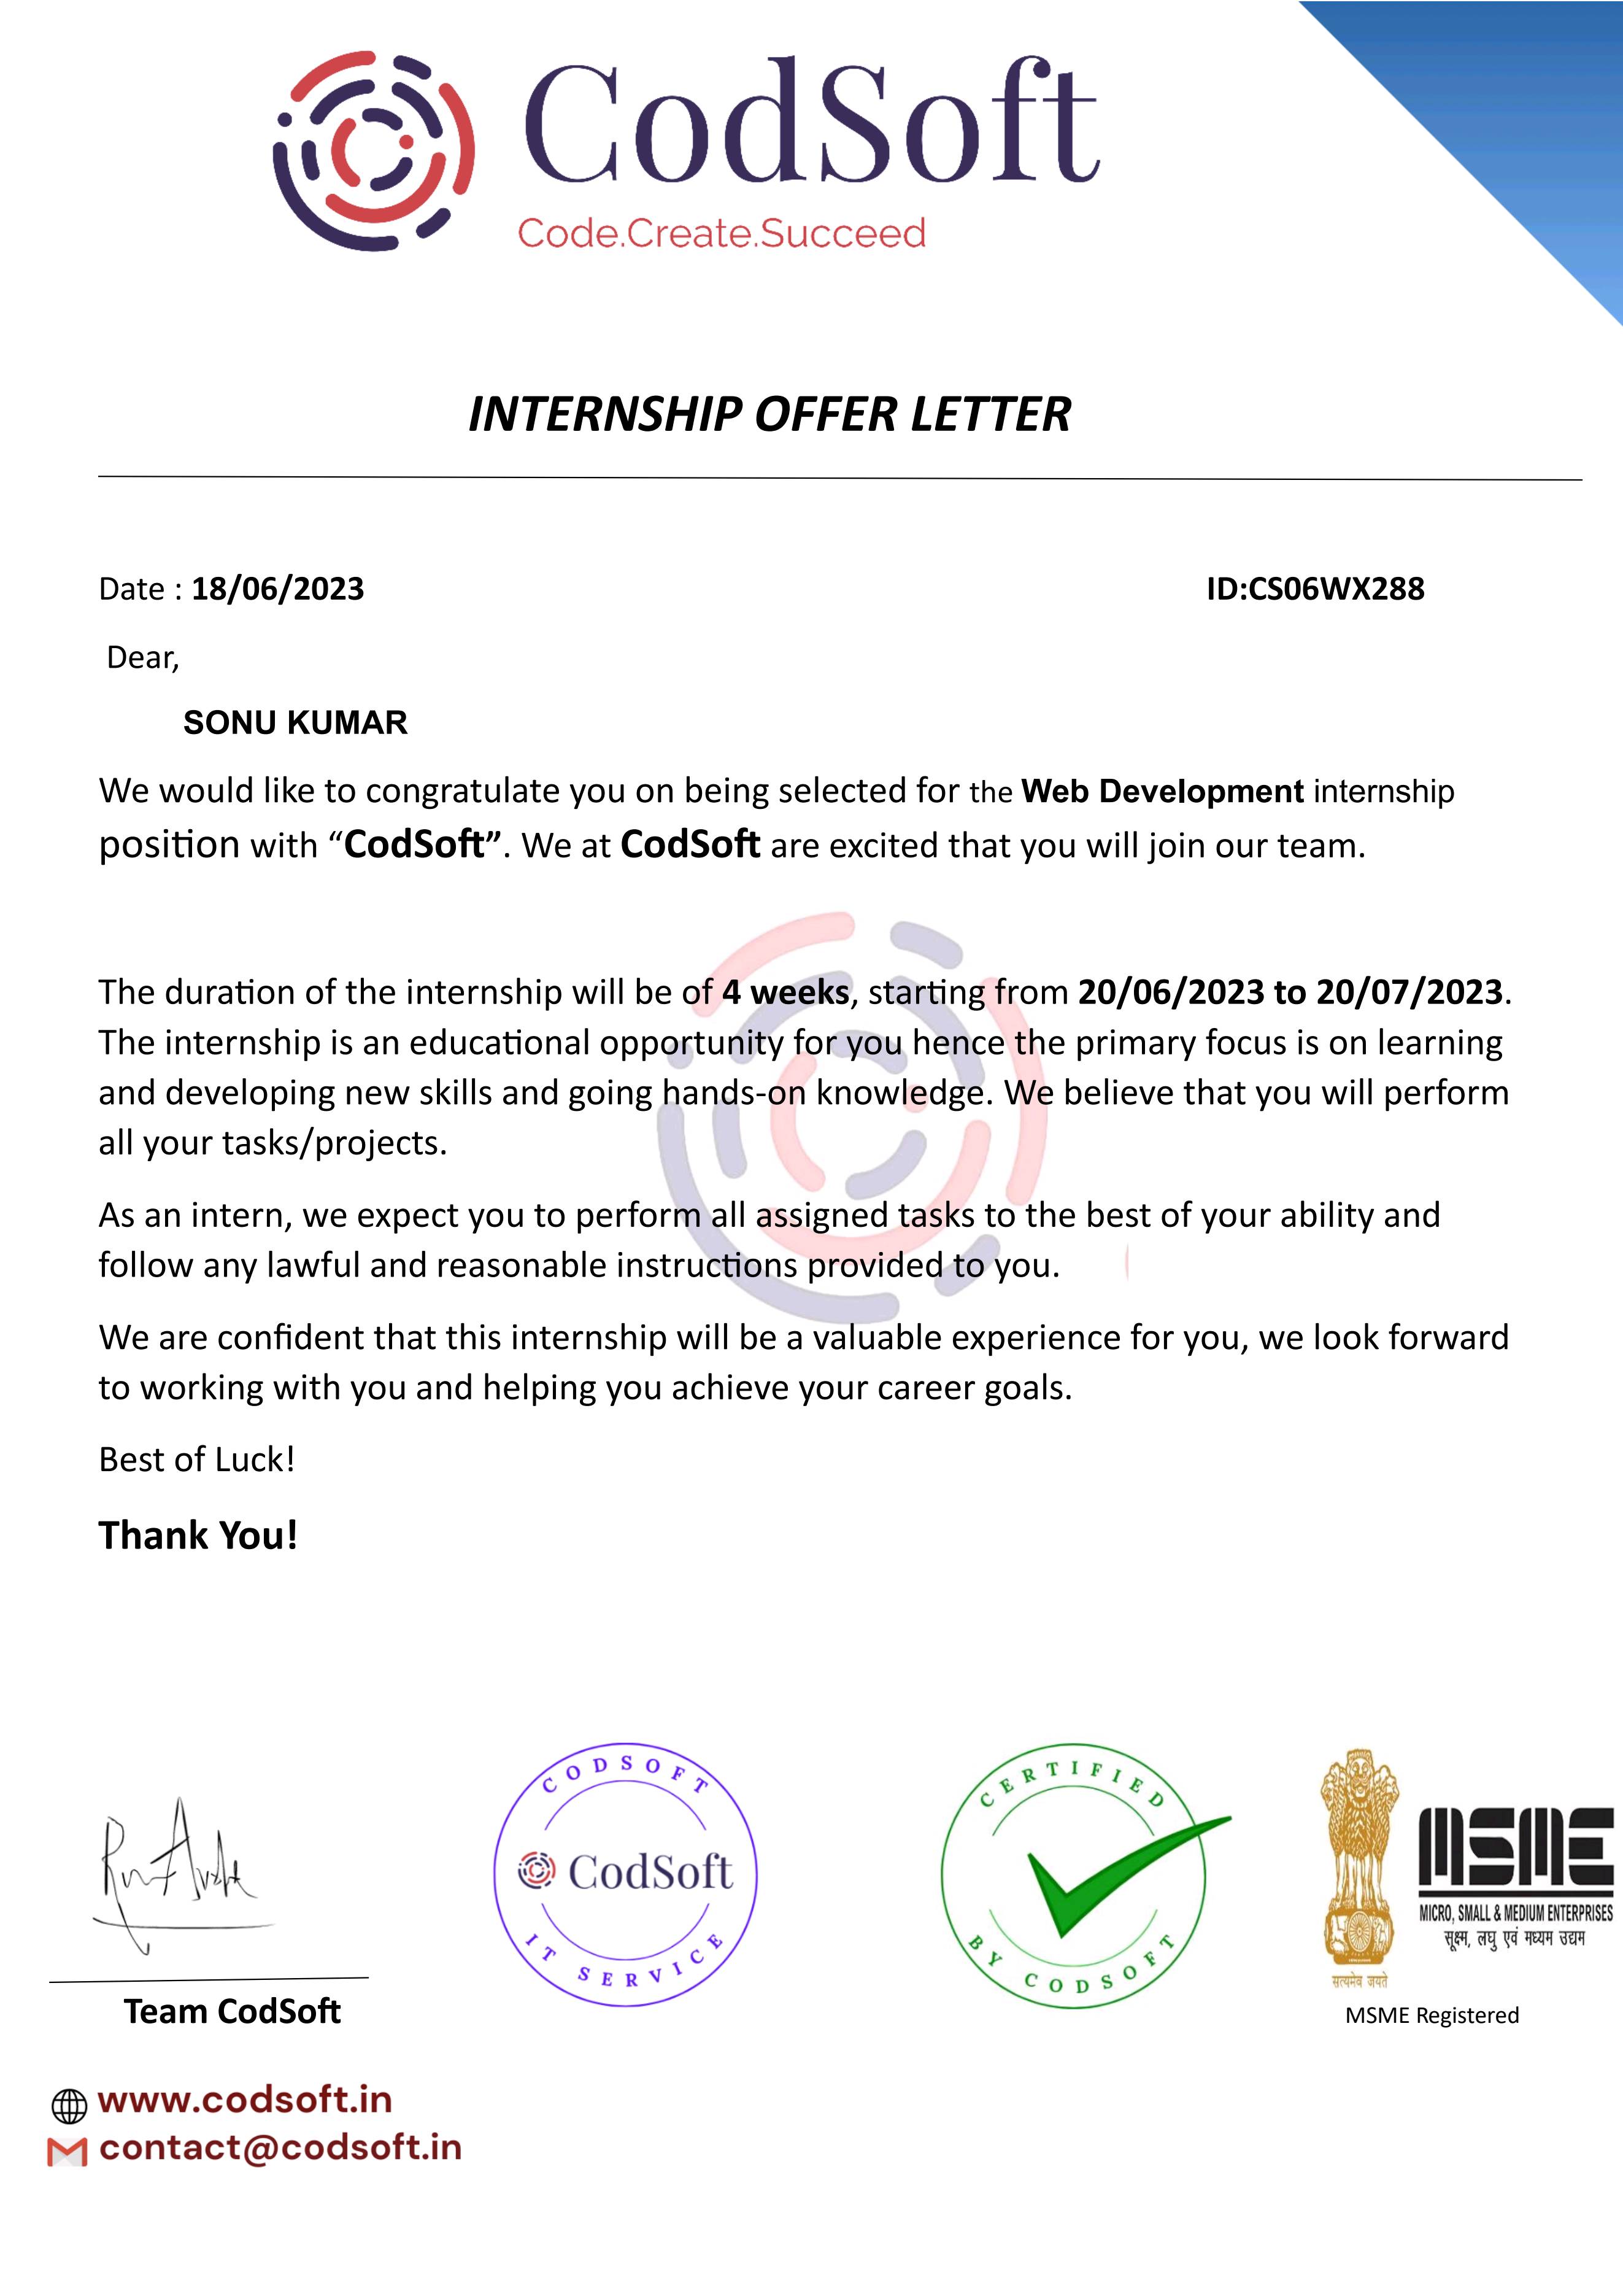 CodSoft
Code.Create.Succeed
INTERNSHIP OFFER LETTER
Date : 18/06/2023 ID:CS06WX288
Dear,
SONU KUMAR
We would like to congratulate you on being selected for the Web Development internship
position with “CodSoft”. We at CodSoft are excited that you will join our team.
The duration of the internship will be of 4 weeks, starting from 20/06/2023 to 20/07/2023.
The internship is an educational opportunity for you hence the primary focus is on learning
and developing new skills and going hands-on knowledge. We believe that you will perform
all your tasks/projects.
As an intern, we expect you to perform all assigned tasks to the best of your ability and
follow any lawful and reasonable instructions provided to you.
We are confident that this internship will be a valuable experience for you, we look forward
to working with you and helping you achieve your career goals.
Best of Luck!
Thank You!
Team CodSoft
CODSOFT
CodSoft
IT SERVICE
CERTIFIED
BY CODSOFT
सत्यमेव जयते
MSME
MICRO, SMALL & MEDIUM ENTERPRISES
सूक्ष्म, लघु एवं मध्यम उद्यम
MSME Registered
www.codsoft.in
contact@codsoft.in